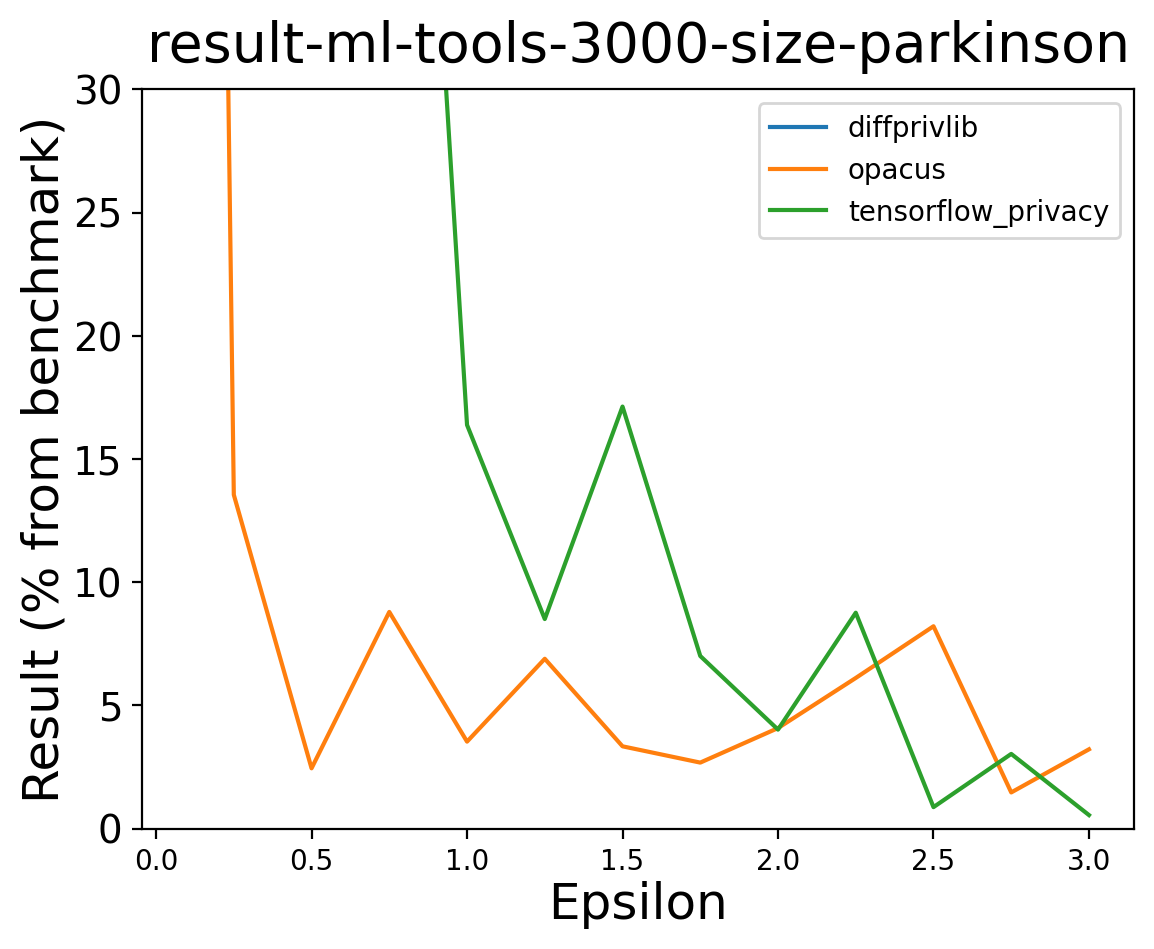 result-ml-tools-3000-size-parkinson
30
25
20
15
10
5
0
Result (% from benchmark)
diffprivlib
opacus
tensorflow_privacy
0.0 0.5 1.0 1.5 2.0 2.5 3.0
Epsilon